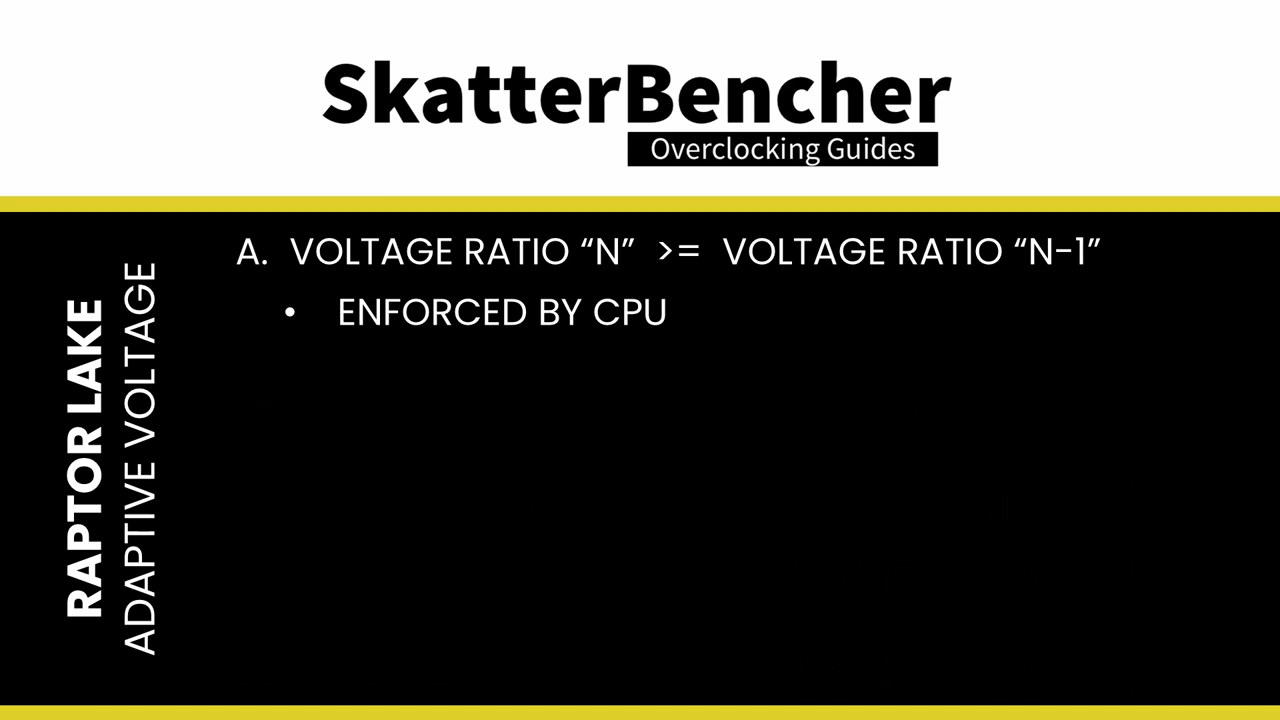 SkatterBencher
Overclocking Guides
RAPTOR LAKE
ADAPTIVE VOLTAGE
A. VOLTAGE RATIO “N” >= VOLTAGE RATIO “N-1”
• ENFORCED BY CPU